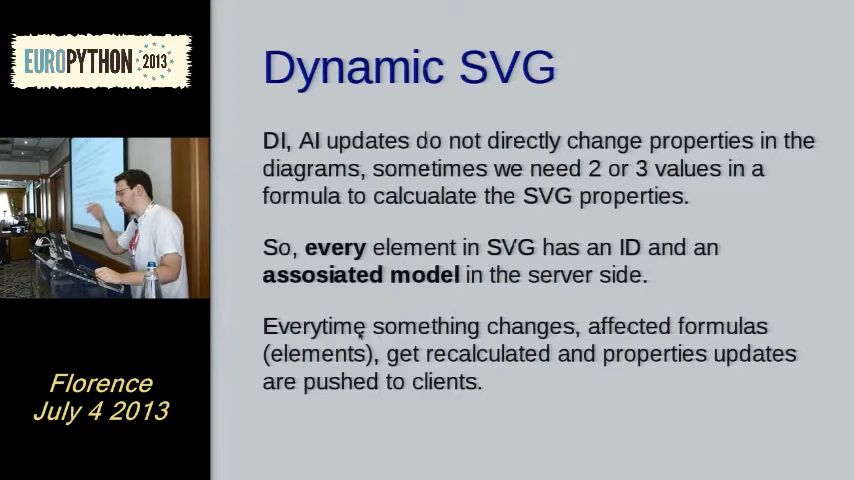 EUROPYTHON 2013
Dynamic SVG
DI, AI updates do not directly change properties in the
diagrams, sometimes we need 2 or 3 values in a
formula to calcualate the SVG properties.
So, every element in SVG has an ID and an
assosiated model in the server side.
Everytime something changes, affected formulas
(elements), get recalculated and properties updates
are pushed to clients.
Florence
July 4 2013